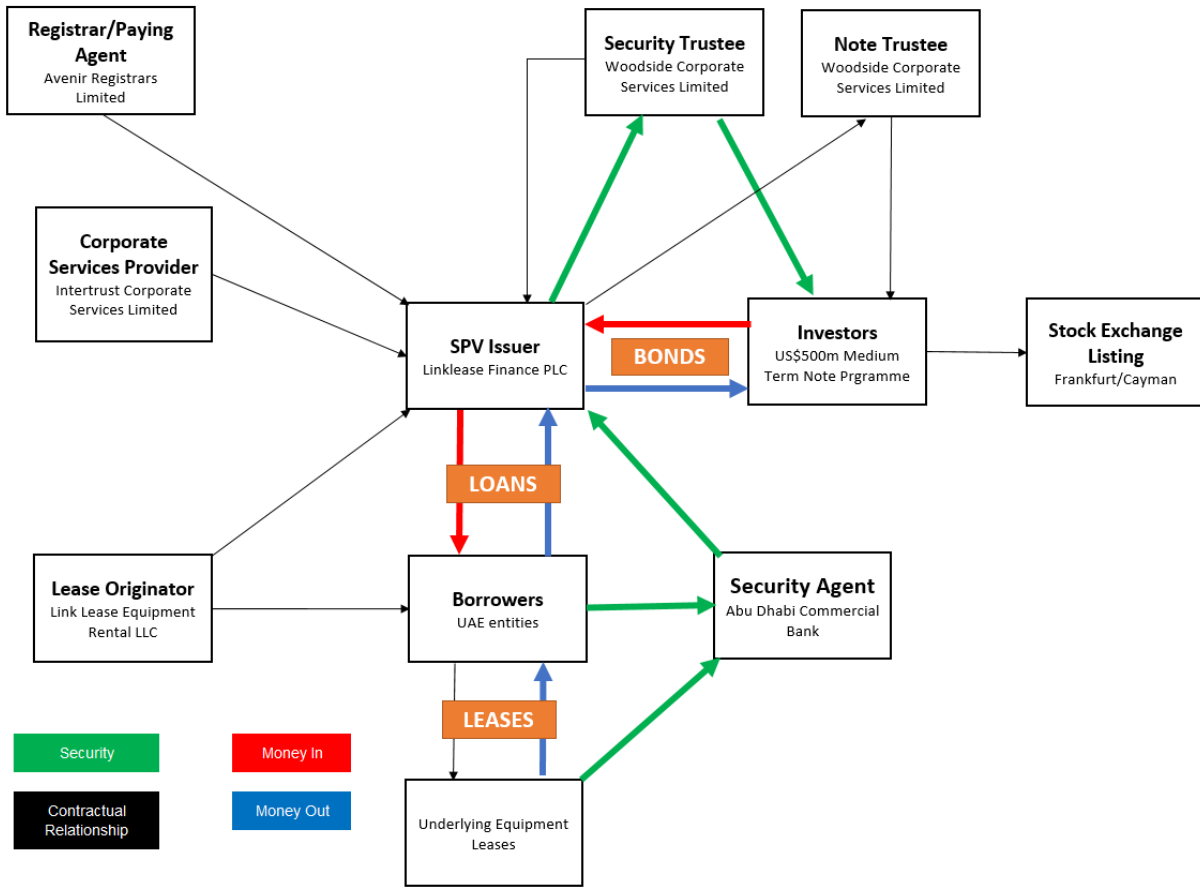 Registrar/Paying
Agent
Avenir Registrars
Limited
Security Trustee
Woodside Corporate
Services Limited
Note Trustee
Woodside Corporate
Services Limited
Corporate
Services Provider
Intertrust Corporate
Services Limited
SPV Issuer
Linklease Finance PLC
BONDS
Investors
US$500m Medium
Term Note Prgramme
Stock Exchange
Listing
Frankfurt/Cayman
LOANS
Lease Originator
Link Lease Equipment
Rental LLC
Borrowers
UAE entities
Security Agent
Abu Dhabi Commercial
Bank
LEASES
Underlying Equipment
Leases
Security
Money In
Contractual
Relationship
Money Out